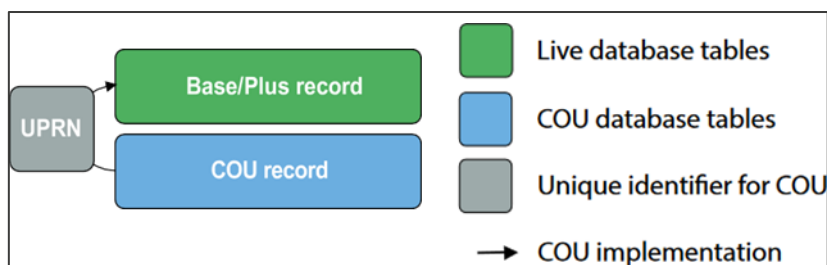 UPRN
Base/Plus record
COU record
Live database tables
COU database tables
Unique identifier for COU
COU implementation